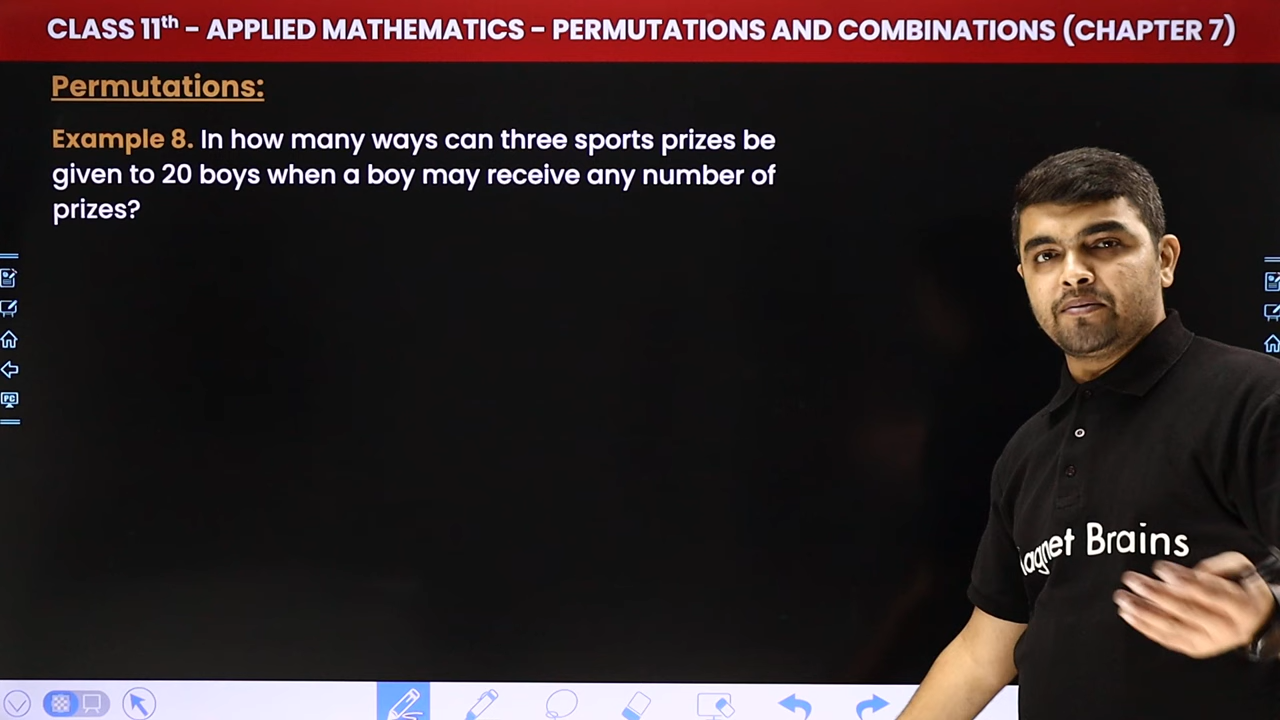 CLASS 11th – APPLIED MATHEMATICS – PERMUTATIONS AND COMBINATIONS (CHAPTER 7)
Permutations:
Example 8. In how many ways can three sports prizes be
given to 20 boys when a boy may receive any number of
prizes?
agnet Brains
PC